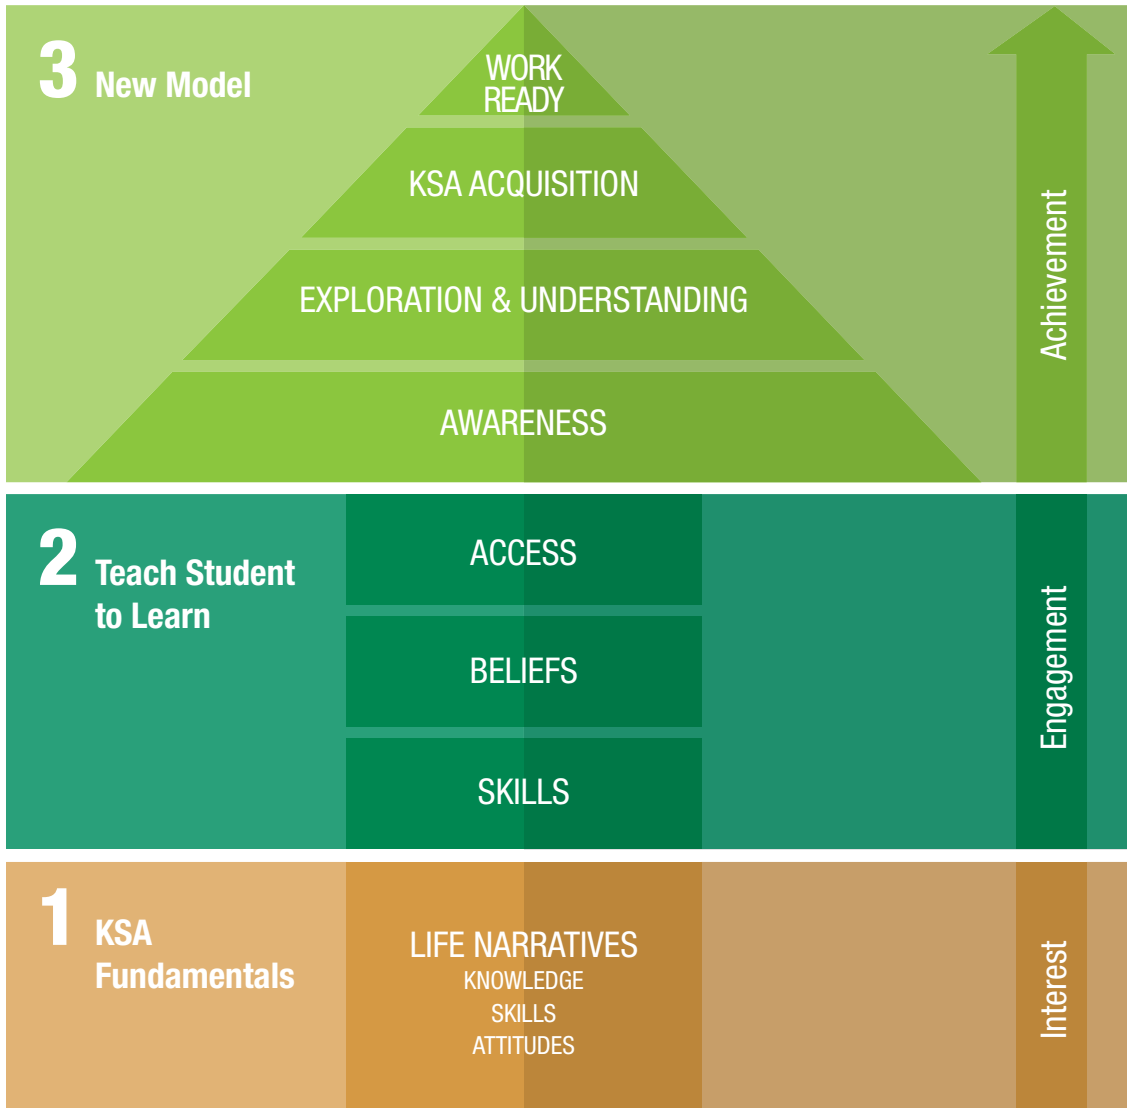 3 New Model
WORK
READY
KSA ACQUISITION
EXPLORATION & UNDERSTANDING
AWARENESS
Achievement
2 Teach Student
to Learn
ACCESS
BELIEFS
SKILLS
Engagement
1 KSA
Fundamentals
LIFE NARRATIVES
KNOWLEDGE
SKILLS
ATTITUDES
Interest